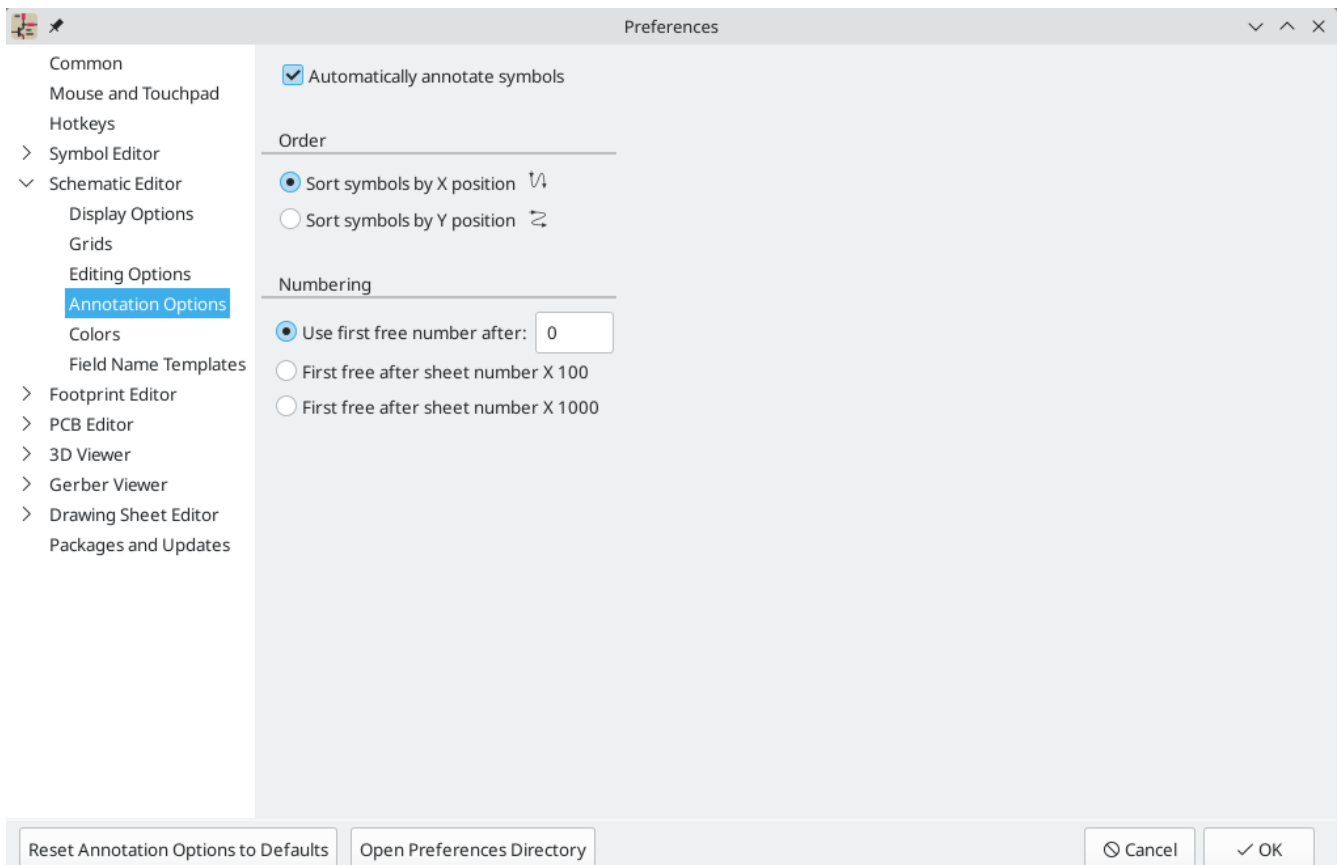 Preferences
Common
Mouse and Touchpad
Hotkeys
Symbol Editor
Schematic Editor
Display Options
Grids
Editing Options
Annotation Options
Colors
Field Name Templates
Footprint Editor
PCB Editor
3D Viewer
Gerber Viewer
Drawing Sheet Editor
Packages and Updates
Automatically annotate symbols
Order
Sort symbols by X position
Sort symbols by Y position
Numbering
Use first free number after: 0
First free after sheet number X 100
First free after sheet number X 1000
Reset Annotation Options to Defaults
Open Preferences Directory
Cancel
OK